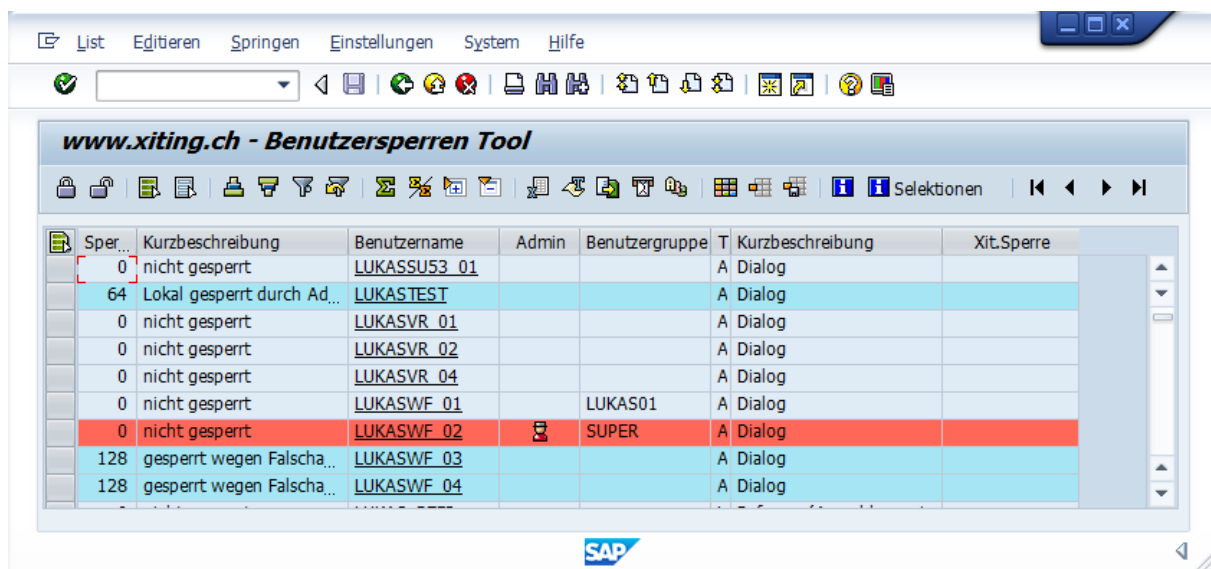 List Editieren Springen Einstellungen System Hilfe
www.xiting.ch - Benutzersperren Tool
Selektionen
Sper... Kurzbeschreibung Benutzername Admin Benutzergruppe T Kurzbeschreibung Xit.Sperre
0 nicht gesperrt LUKASSU53_01 A Dialog
64 Lokal gesperrt durch Ad... LUKASTEST A Dialog
0 nicht gesperrt LUKASVR_01 A Dialog
0 nicht gesperrt LUKASVR_02 A Dialog
0 nicht gesperrt LUKASVR_04 A Dialog
0 nicht gesperrt LUKASWF_01 LUKAS01 A Dialog
0 nicht gesperrt LUKASWF_02 SUPER A Dialog
128 gesperrt wegen Falscha... LUKASWF_03 A Dialog
128 gesperrt wegen Falscha... LUKASWF_04 A Dialog
SAP